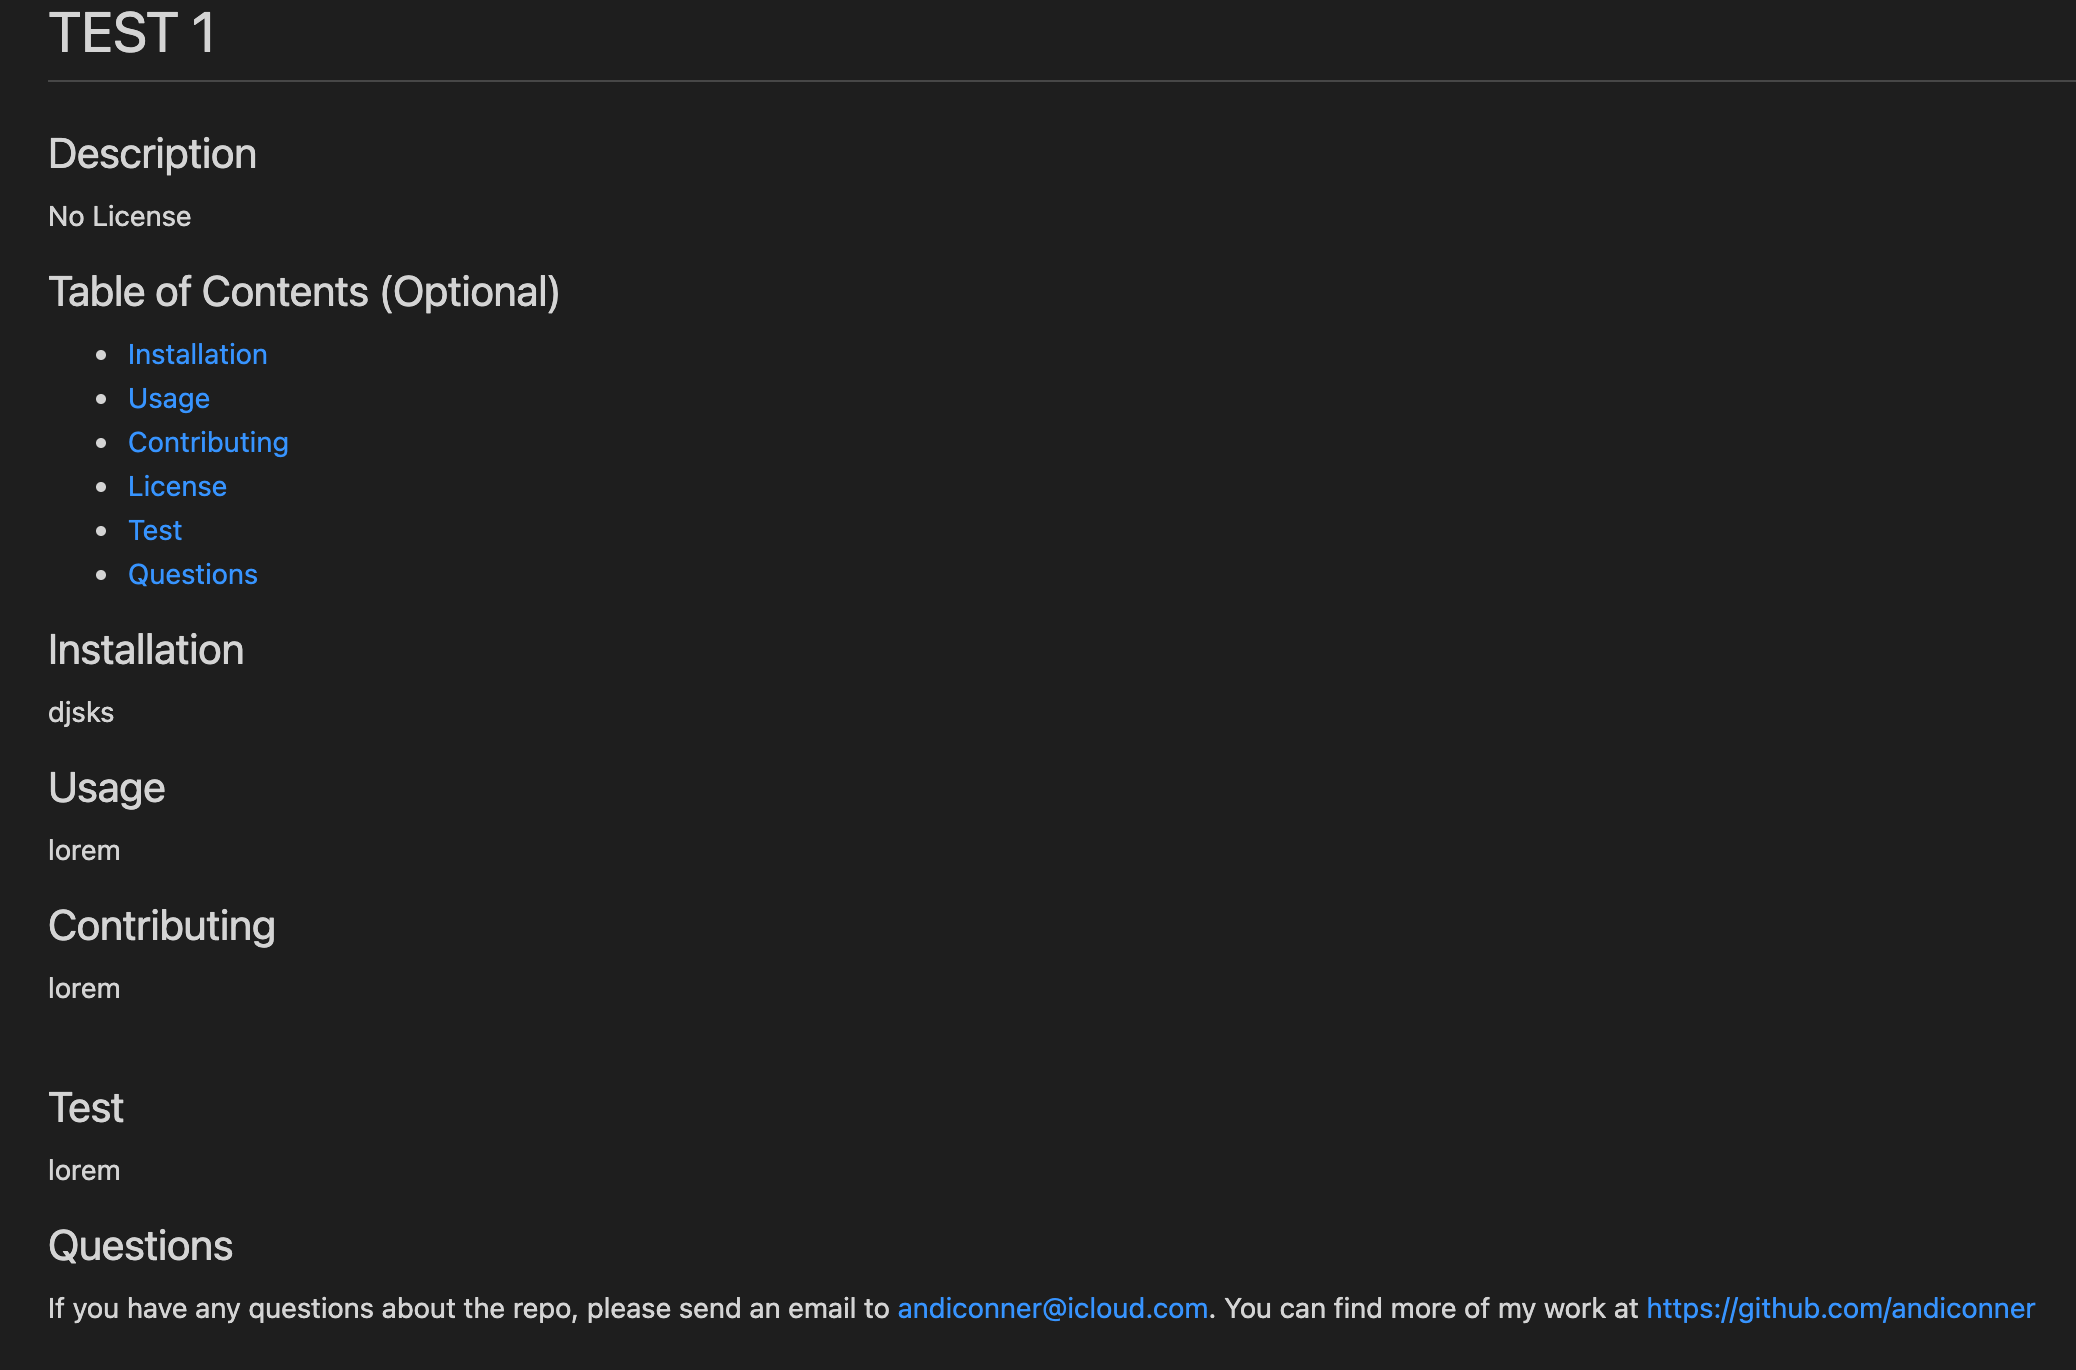 TEST 1
Description
No License
Table of Contents (Optional)
Installation
Usage
Contributing
License
Test
Questions
Installation
djsks
Usage
lorem
Contributing
lorem
Test
lorem
Questions
If you have any questions about the repo, please send an email to andiconner@icloud.com. You can find more of my work at https://github.com/andiconner